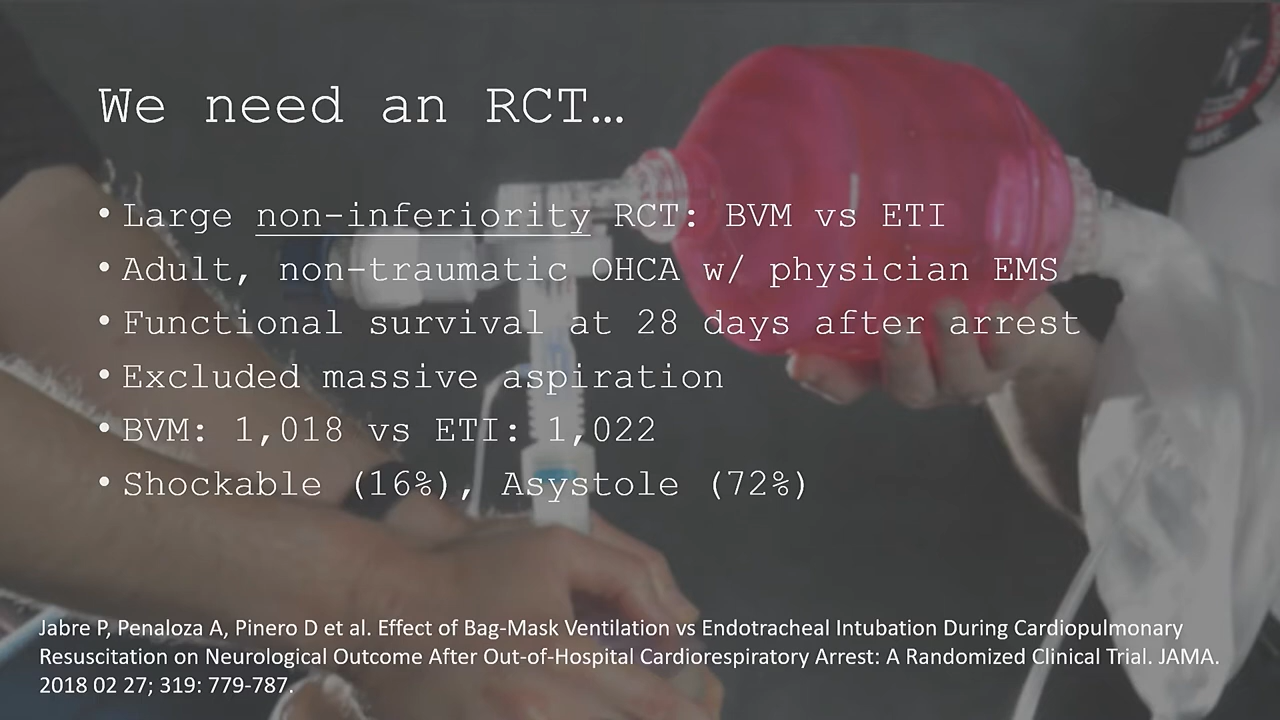 We need an RCT…
• Large non-inferiority RCT: BVM vs ETI
• Adult, non-traumatic OHCA w/ physician EMS
• Functional survival at 28 days after arrest
• Excluded massive aspiration
• BVM: 1,018 vs ETI: 1,022
• Shockable (16%), Asystole (72%)
Jabre P, Penaloza A, Pinero D et al. Effect of Bag-Mask Ventilation vs Endotracheal Intubation During Cardiopulmonary
Resuscitation on Neurological Outcome After Out-of-Hospital Cardiorespiratory Arrest: A Randomized Clinical Trial. JAMA.
2018 02 27; 319: 779-787.